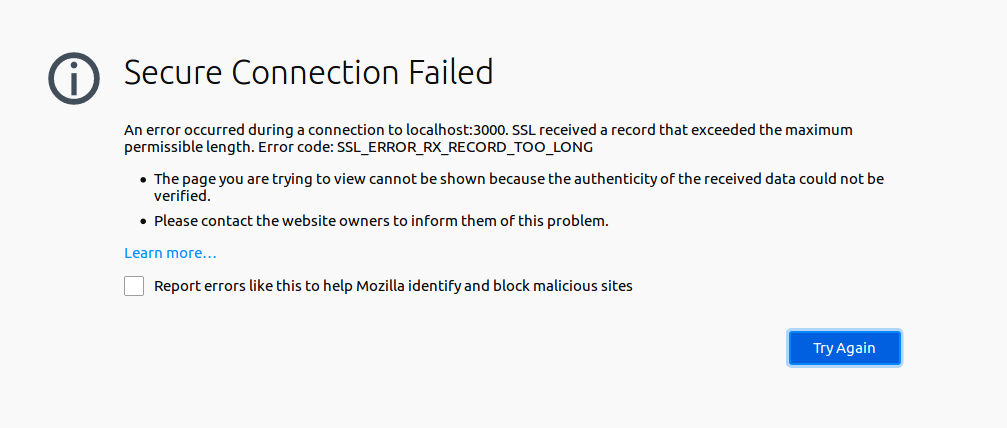 Secure Connection Failed
An error occurred during a connection to localhost:3000. SSL received a record that exceeded the maximum
permissible length. Error code: SSL_ERROR_RX_RECORD_TOO_LONG
• The page you are trying to view cannot be shown because the authenticity of the received data could not be
verified.
• Please contact the website owners to inform them of this problem.
Learn more…
Report errors like this to help Mozilla identify and block malicious sites
Try Again